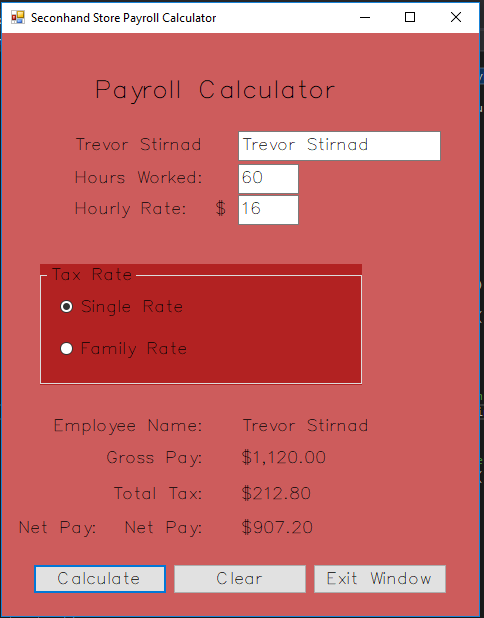 Seconhand Store Payroll Calculator
Payroll Calculator
Trevor Stirnad Trevor Stirnad
Hours Worked: 60
Hourly Rate: $ 16
Tax Rate
Single Rate
Family Rate
Employee Name: Trevor Stirnad
Gross Pay: $1,120.00
Total Tax: $212.80
Net Pay: Net Pay: $907.20
Calculate Clear Exit Window